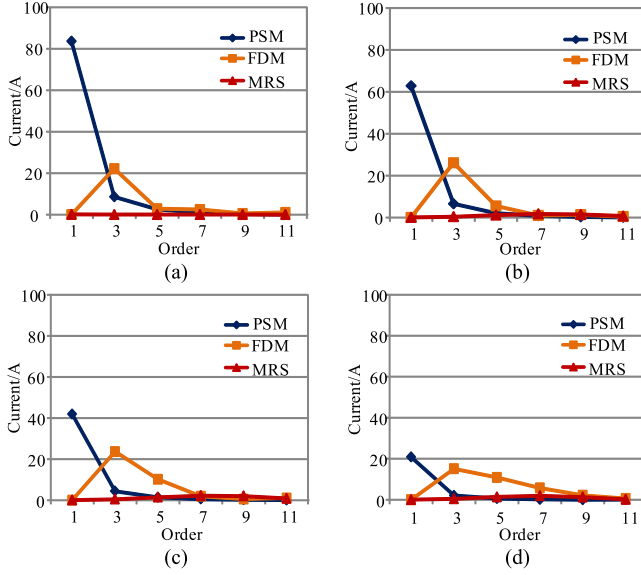 100
80
60
40
20
0
Current/A
PSM
FDM
MRS
1 3 5 7 9 11
Order
(a)
100
80
60
40
20
0
Current/A
PSM
FDM
MRS
1 3 5 7 9 11
Order
(b)
100
80
60
40
20
0
Current/A
PSM
FDM
MRS
1 3 5 7 9 11
Order
(c)
100
80
60
40
20
0
Current/A
PSM
FDM
MRS
1 3 5 7 9 11
Order
(d)